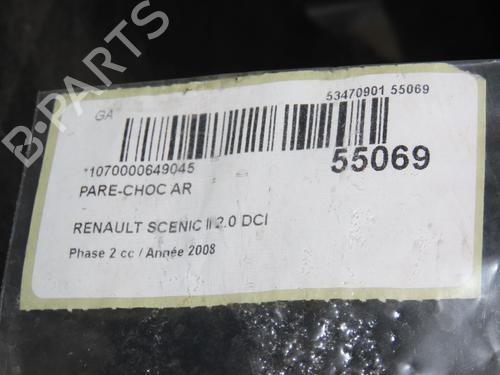 B-PARTS
GA
53470901 55069
*1070000649045
55069
PARE-CHOC AR
RENAULT SCENIC II 2.0 DCI
Phase 2 cc / Année 2008